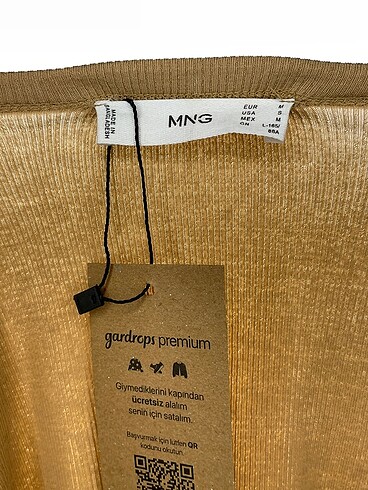 MADE IN
BANGLADESH
MNG
EUR M
USA S
MEX M
CN L-165/
88A
gardrops premium
Giymediklerini kapından
ücretsiz alalım
senin için satalım.
Başvurmak için lütfen QR
kodunu okutun.